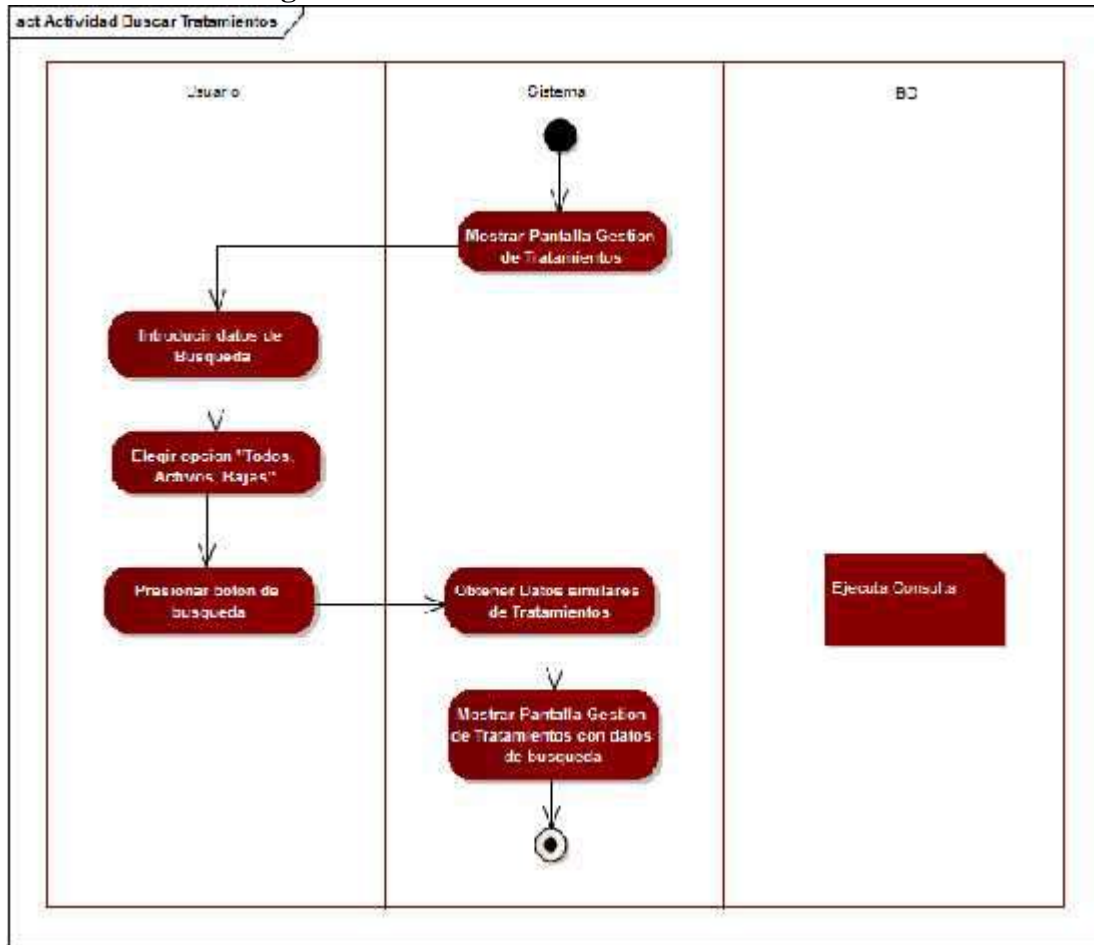 act Actividad Buscar Tratamientos
Usuario
Sistema
BD
Mostrar Pantalla Gestion
de Tratamientos
Introducir datos de
Busqueda
Elegir opcion "Todos,
Activos, Bajas"
Presionar boton de
busqueda
Obtener Datos similares
de Tratamientos
Ejecuta Consulta
Mostrar Pantalla Gestion
de Tratamientos con datos
de busqueda